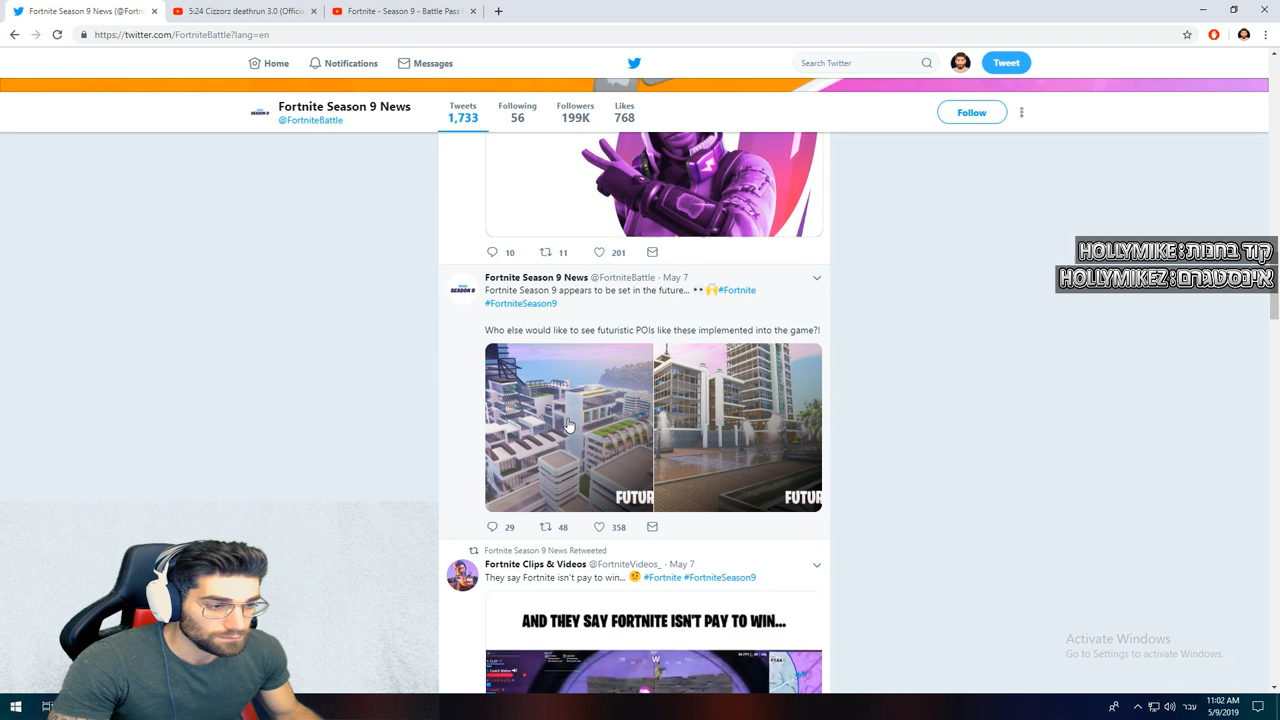 Fortnite Season 9 News (@Fortni
5:24 Cizzorz deathrun 3.0 (Officia
Fortnite - Season 9 - Battle Pass
https://twitter.com/FortniteBattle?lang=en
Home
Notifications
Messages
Search Twitter
Tweet
Fortnite Season 9 News
@FortniteBattle
Tweets
1,733
Following
56
Followers
199K
Likes
768
Follow
10
11
201
קוד בחנות: HOLLYMIKE
אינסטגרם: HOLLYMIKEZ
SEASON 9
Fortnite Season 9 News @FortniteBattle · May 7
Fortnite Season 9 appears to be set in the future... 👀🙌#Fortnite
#FortniteSeason9
Who else would like to see futuristic POIs like these implemented into the game?!
FUTUR
FUTUR
29
48
358
Fortnite Season 9 News Retweeted
Fortnite Clips & Videos @FortniteVideos_ · May 7
They say Fortnite isn't pay to win... 🤨 #Fortnite #FortniteSeason9
AND THEY SAY FORTNITE ISN'T PAY TO WIN...
Activate Windows
Go to Settings to activate Windows.
עבר
11:02 AM
5/9/2019